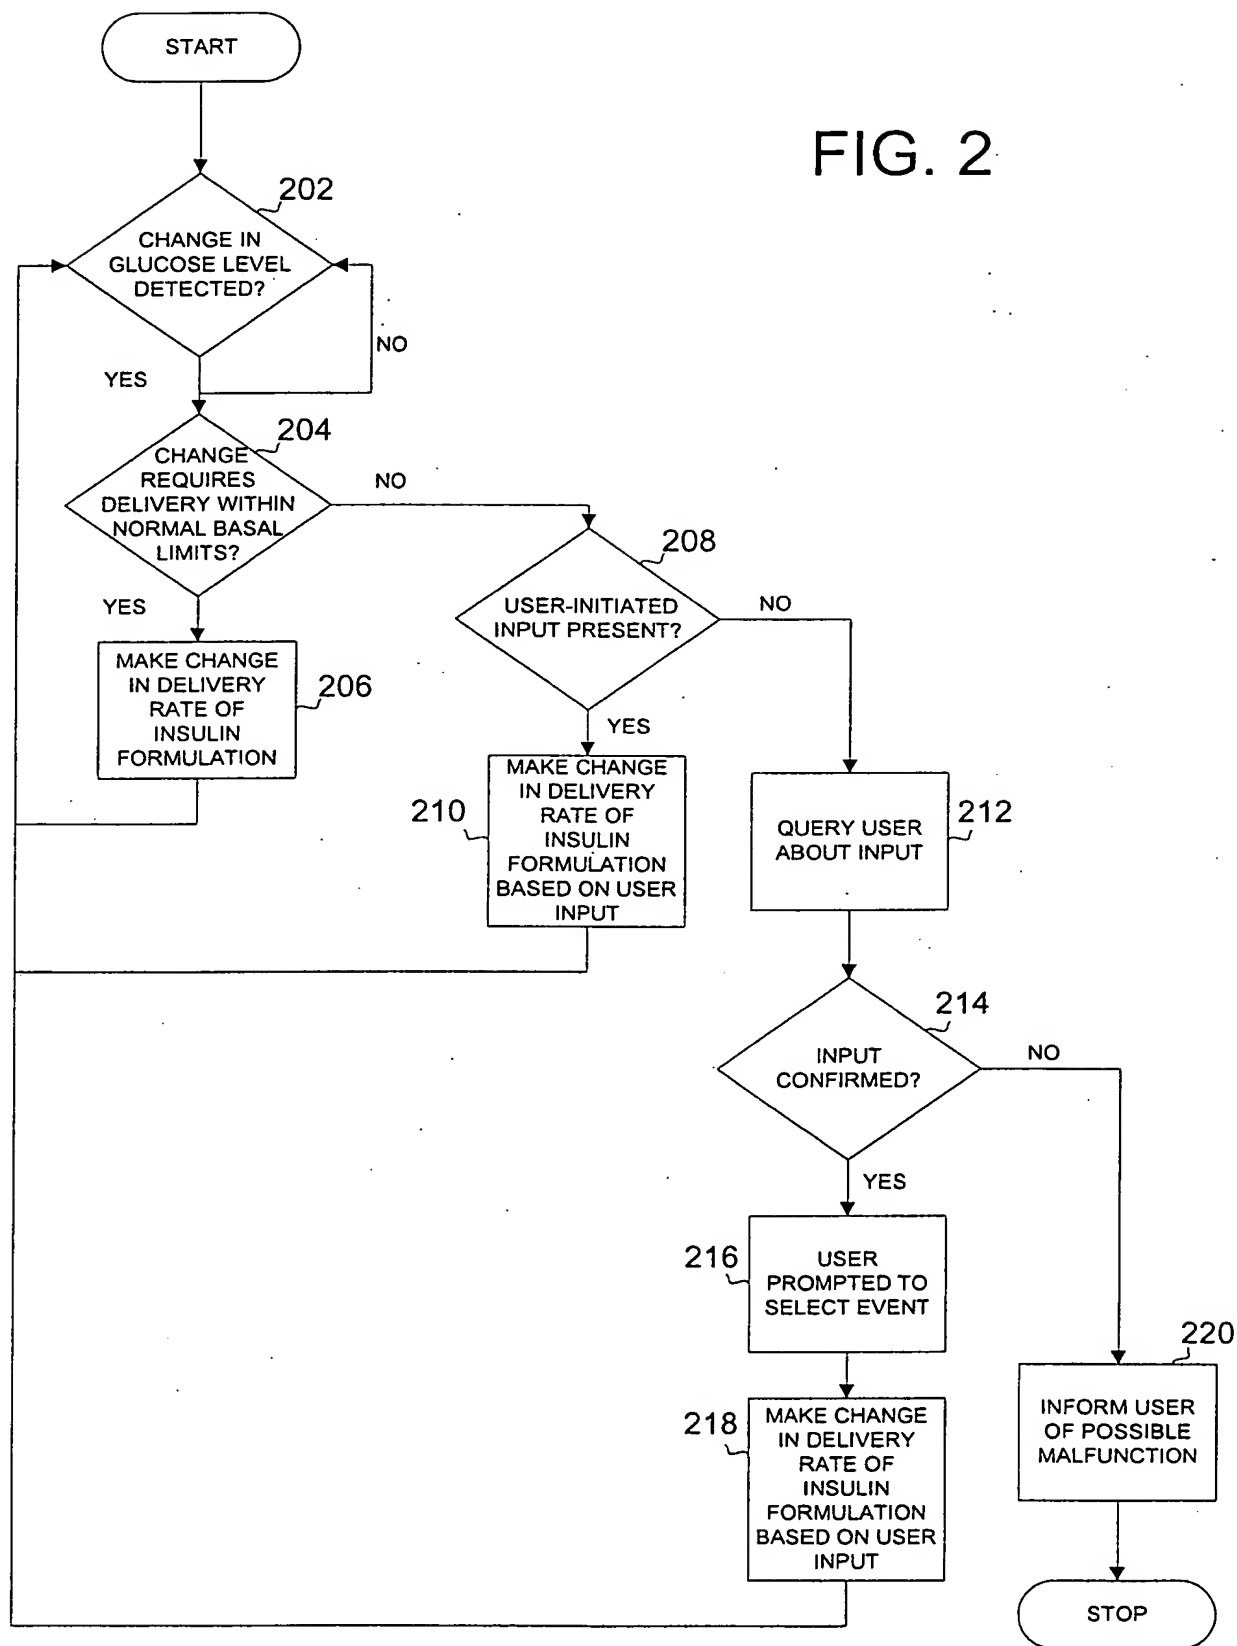 START
FIG. 2
202
CHANGE IN
GLUCOSE LEVEL
DETECTED?
NO
YES
204
CHANGE
REQUIRES
DELIVERY WITHIN
NORMAL BASAL
LIMITS?
NO
YES
208
USER-INITIATED
INPUT PRESENT?
NO
YES
MAKE CHANGE
IN DELIVERY
RATE OF
INSULIN
FORMULATION
206
210
MAKE CHANGE
IN DELIVERY
RATE OF
INSULIN
FORMULATION
BASED ON USER
INPUT
212
QUERY USER
ABOUT INPUT
214
INPUT
CONFIRMED?
NO
YES
216
USER
PROMPTED TO
SELECT EVENT
218
MAKE CHANGE
IN DELIVERY
RATE OF
INSULIN
FORMULATION
BASED ON USER
INPUT
220
INFORM USER
OF POSSIBLE
MALFUNCTION
STOP